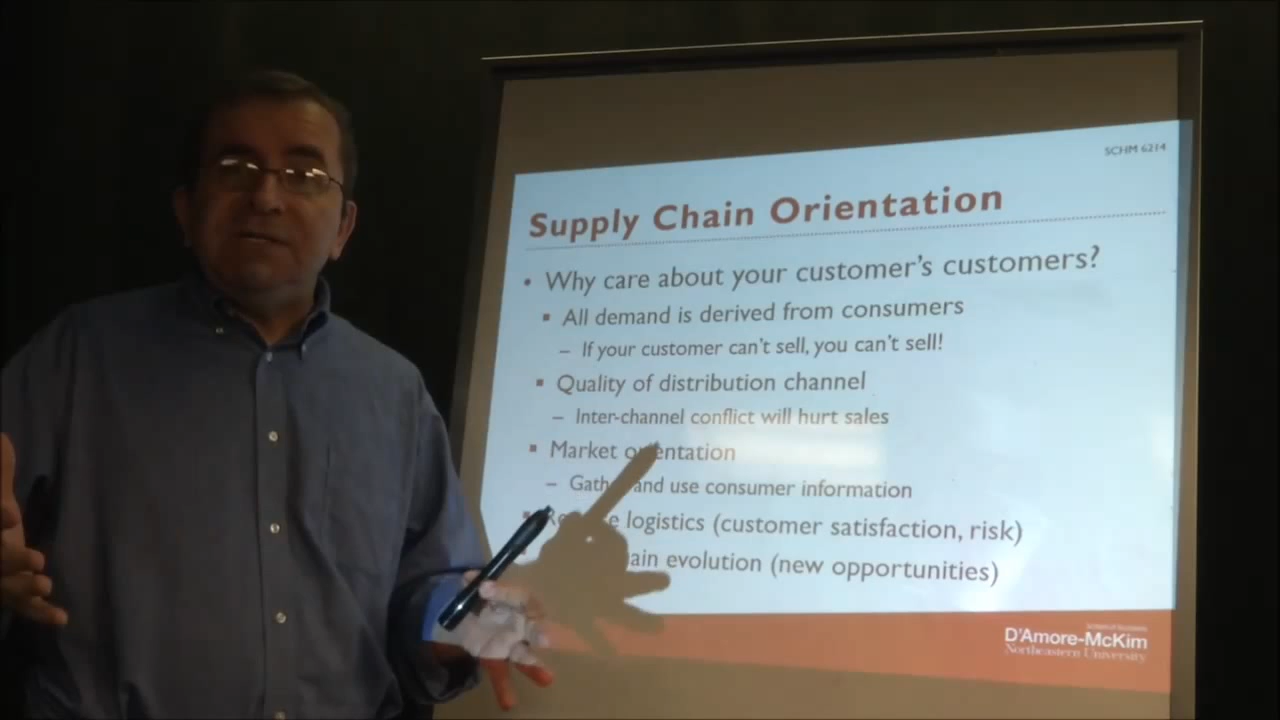 SCHM 6214
Supply Chain Orientation
• Why care about your customer's customers?
▪ All demand is derived from consumers
– If your customer can't sell, you can't sell!
▪ Quality of distribution channel
– Inter-channel conflict will hurt sales
▪ Market orientation
– Gather and use consumer information
▪ logistics (customer satisfaction, risk)
evolution (new opportunities)
D'Amore-McKim
Northeastern University